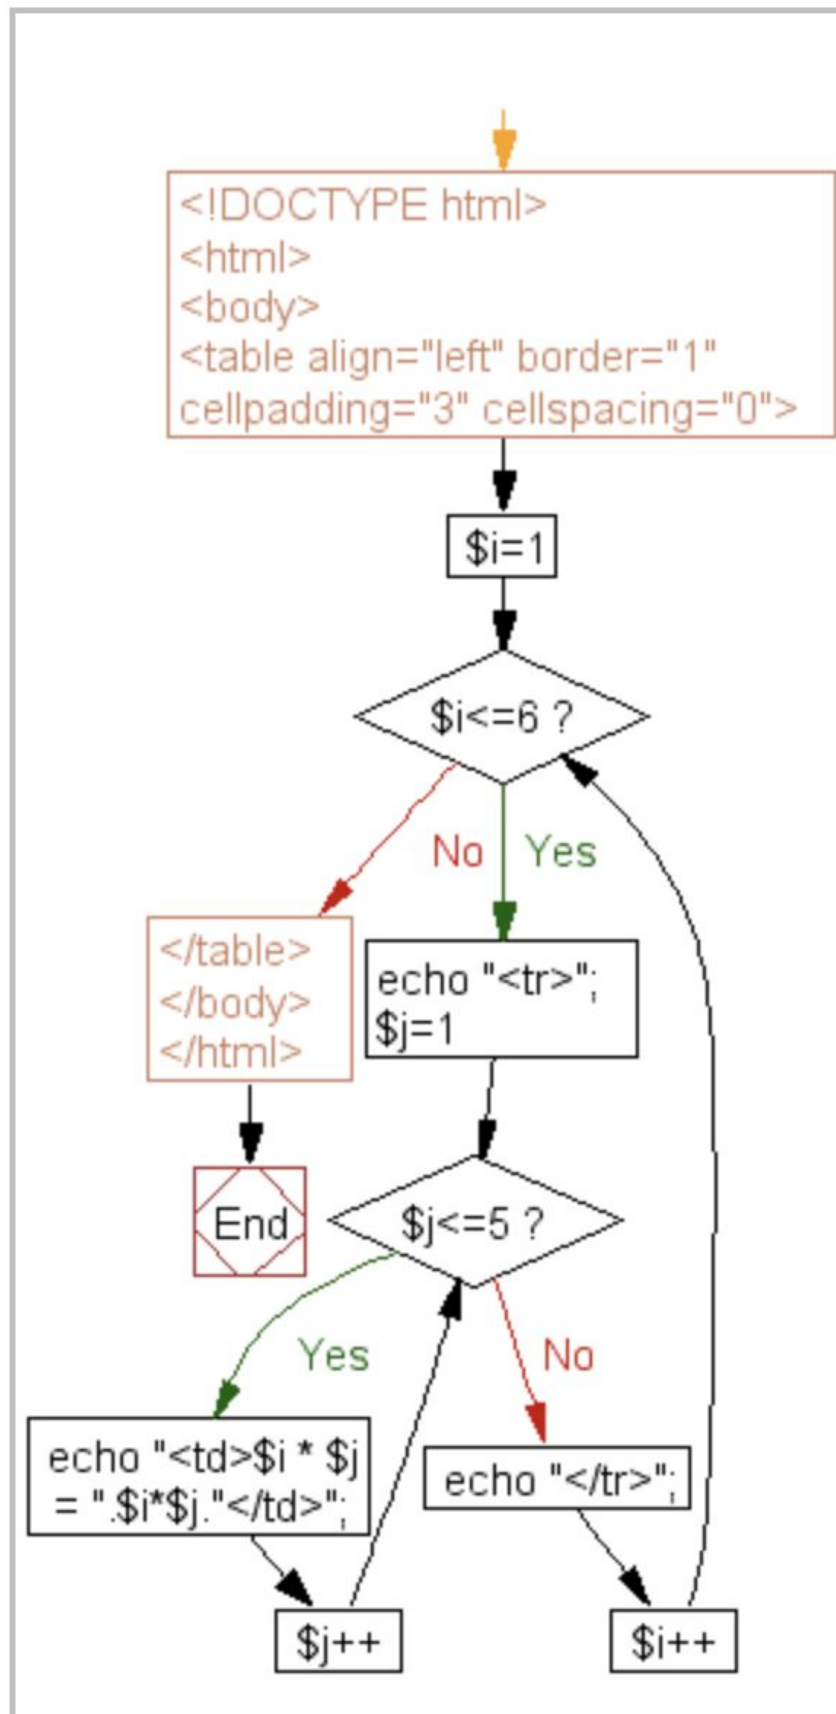 <!DOCTYPE html>
<html>
<body>
<table align="left" border="1"
cellpadding="3" cellspacing="0">
$i=1
$i<=6 ?
No
Yes
</table>
</body>
</html>
echo "<tr>";
$j=1
End
$j<=5 ?
Yes
No
echo "<td>$i * $j
= ".$i*$j."</td>";
echo "</tr>";
$j++
$i++